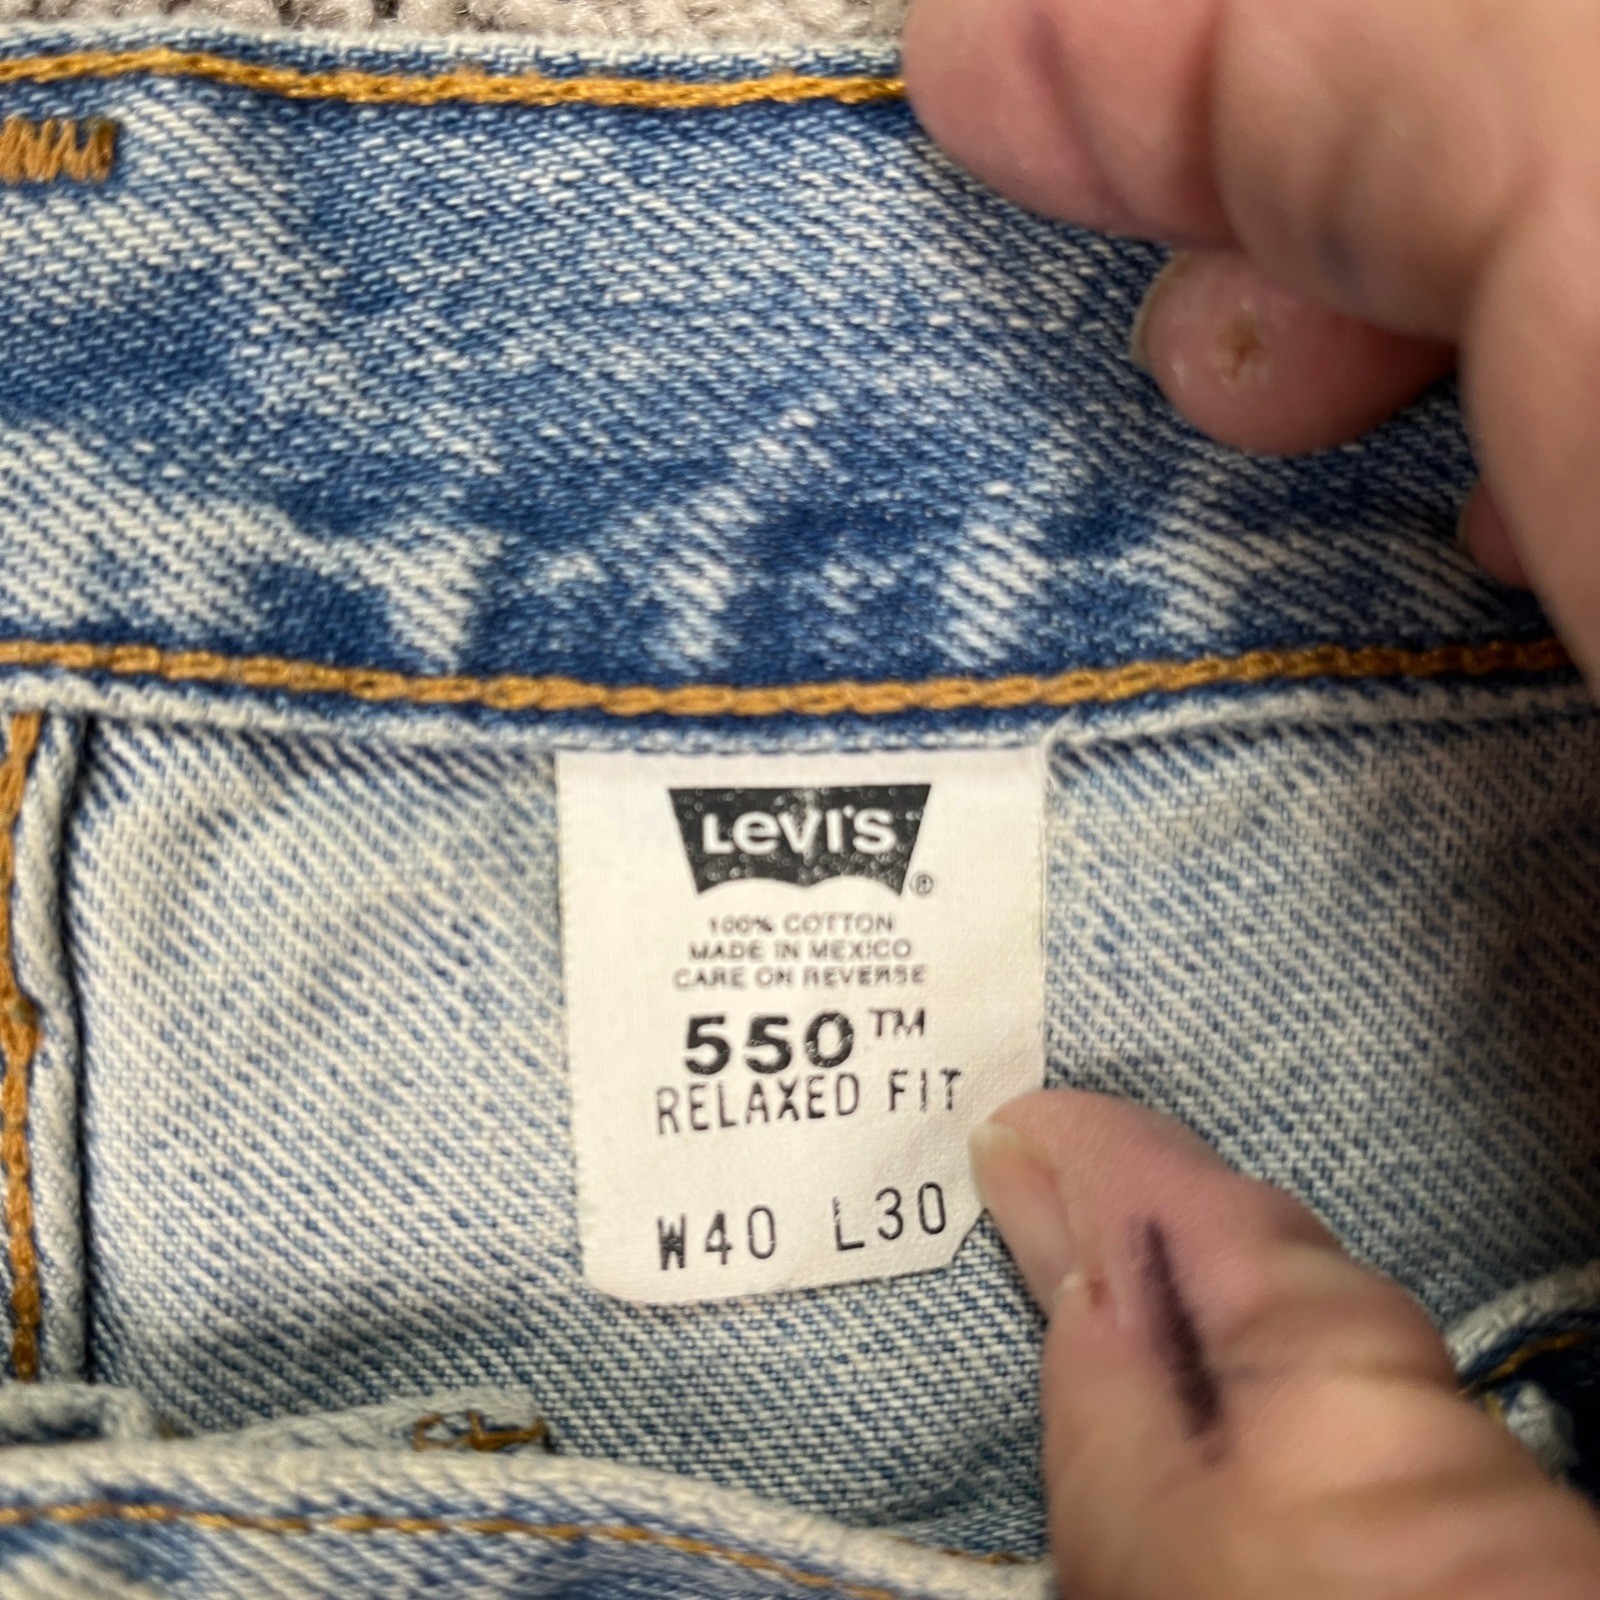 LEVI'S ®
100% COTTON
MADE IN MEXICO
CARE ON REVERSE
550™
RELAXED FIT
W40 L30